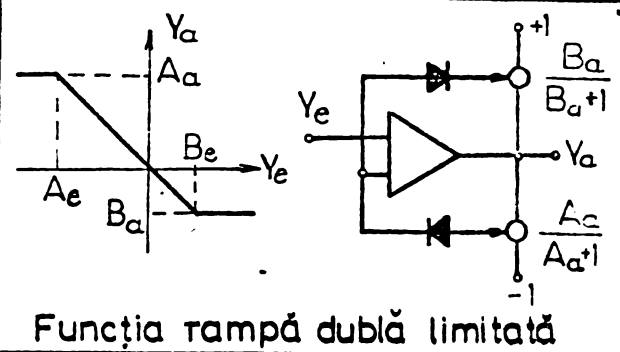 Ya
Aa
Be
Ye
Ae
Ba
+1
Ba
Ba+1
Ye
Ya
Aa
Aa+1
-1
Funcția rampă dublă limitată